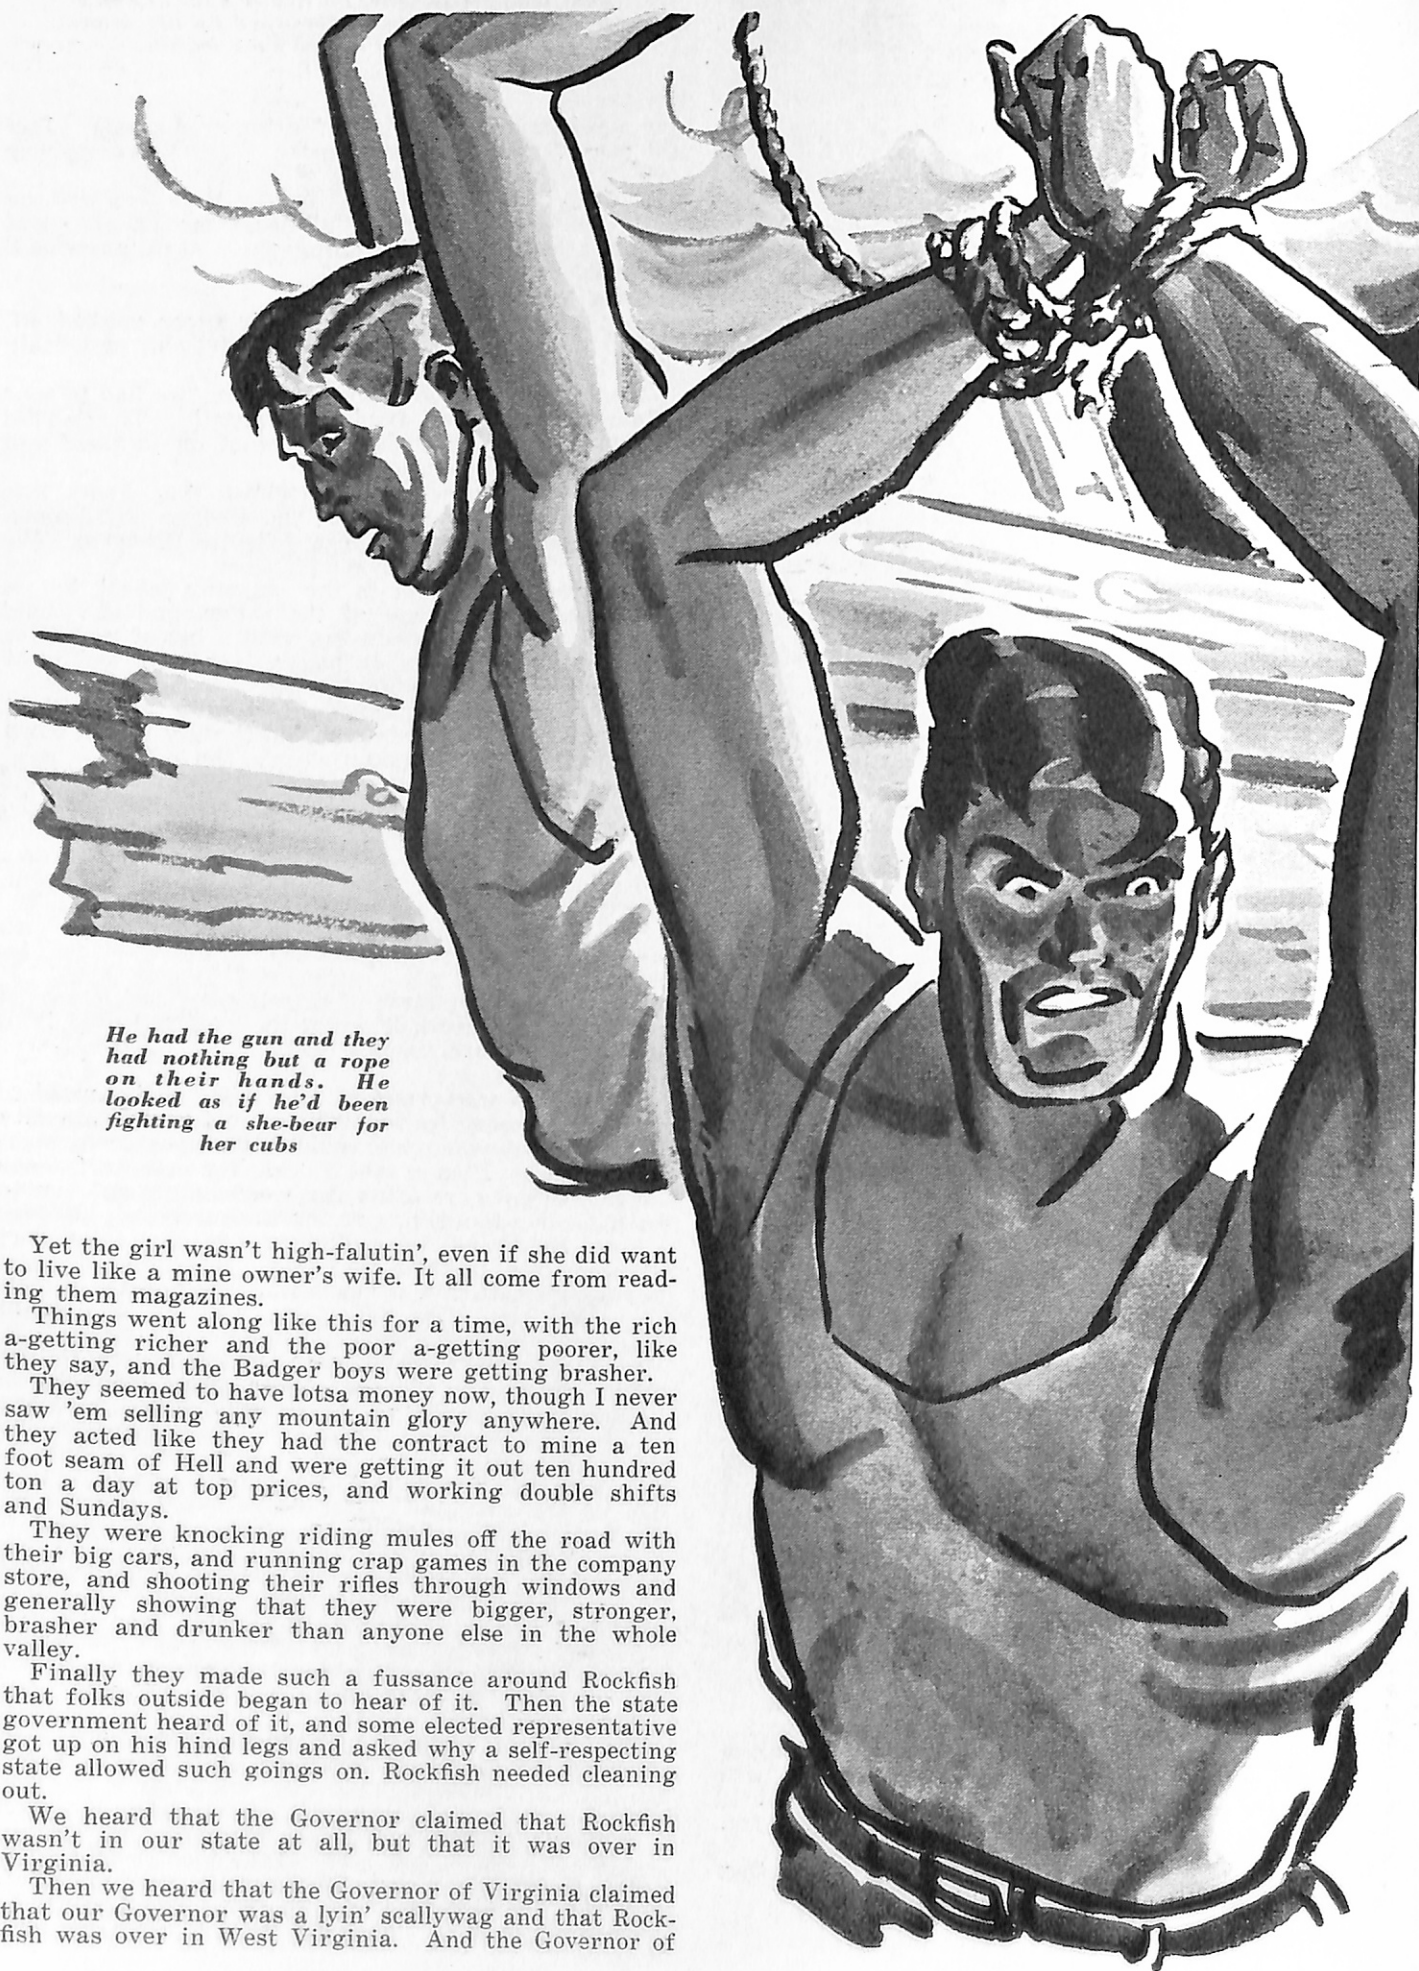 He had the gun and they
had nothing but a rope
on their hands. He
looked as if he'd been
fighting a she-bear for
her cubs
Yet the girl wasn't high-falutin', even if she did want
to live like a mine owner's wife. It all come from read-
ing them magazines.
Things went along like this for a time, with the rich
a-getting richer and the poor a-getting poorer, like
they say, and the Badger boys were getting brasher.
They seemed to have lotsa money now, though I never
saw 'em selling any mountain glory anywhere. And
they acted like they had the contract to mine a ten
foot seam of Hell and were getting it out ten hundred
ton a day at top prices, and working double shifts
and Sundays.
They were knocking riding mules off the road with
their big cars, and running crap games in the company
store, and shooting their rifles through windows and
generally showing that they were bigger, stronger,
brasher and drunker than anyone else in the whole
valley.
Finally they made such a fussance around Rockfish
that folks outside began to hear of it. Then the state
government heard of it, and some elected representative
got up on his hind legs and asked why a self-respecting
state allowed such goings on. Rockfish needed cleaning
out.
We heard that the Governor claimed that Rockfish
wasn't in our state at all, but that it was over in
Virginia.
Then we heard that the Governor of Virginia claimed
that our Governor was a lyin' scallywag and that Rock-
fish was over in West Virginia. And the Governor of